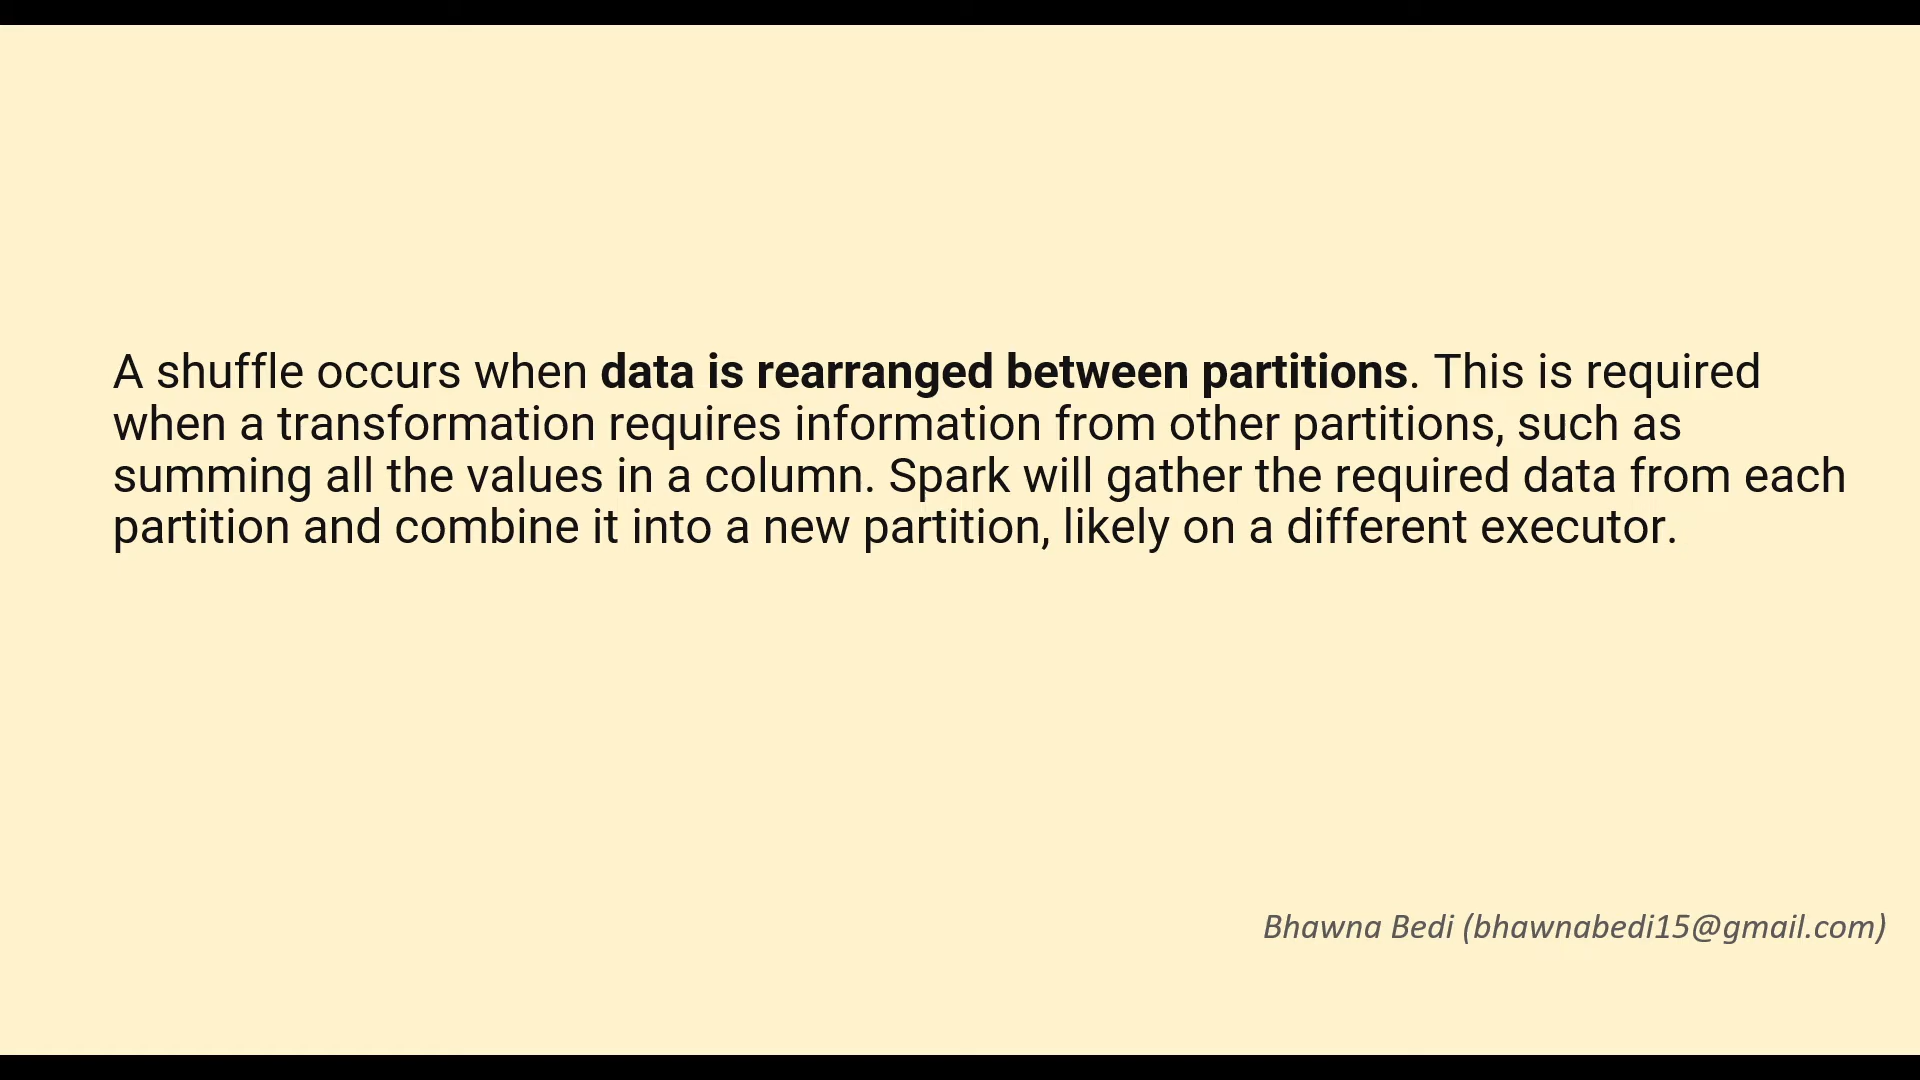 A shuffle occurs when data is rearranged between partitions. This is required
when a transformation requires information from other partitions, such as
summing all the values in a column. Spark will gather the required data from each
partition and combine it into a new partition, likely on a different executor.
Bhawna Bedi (bhawnabedi15@gmail.com)